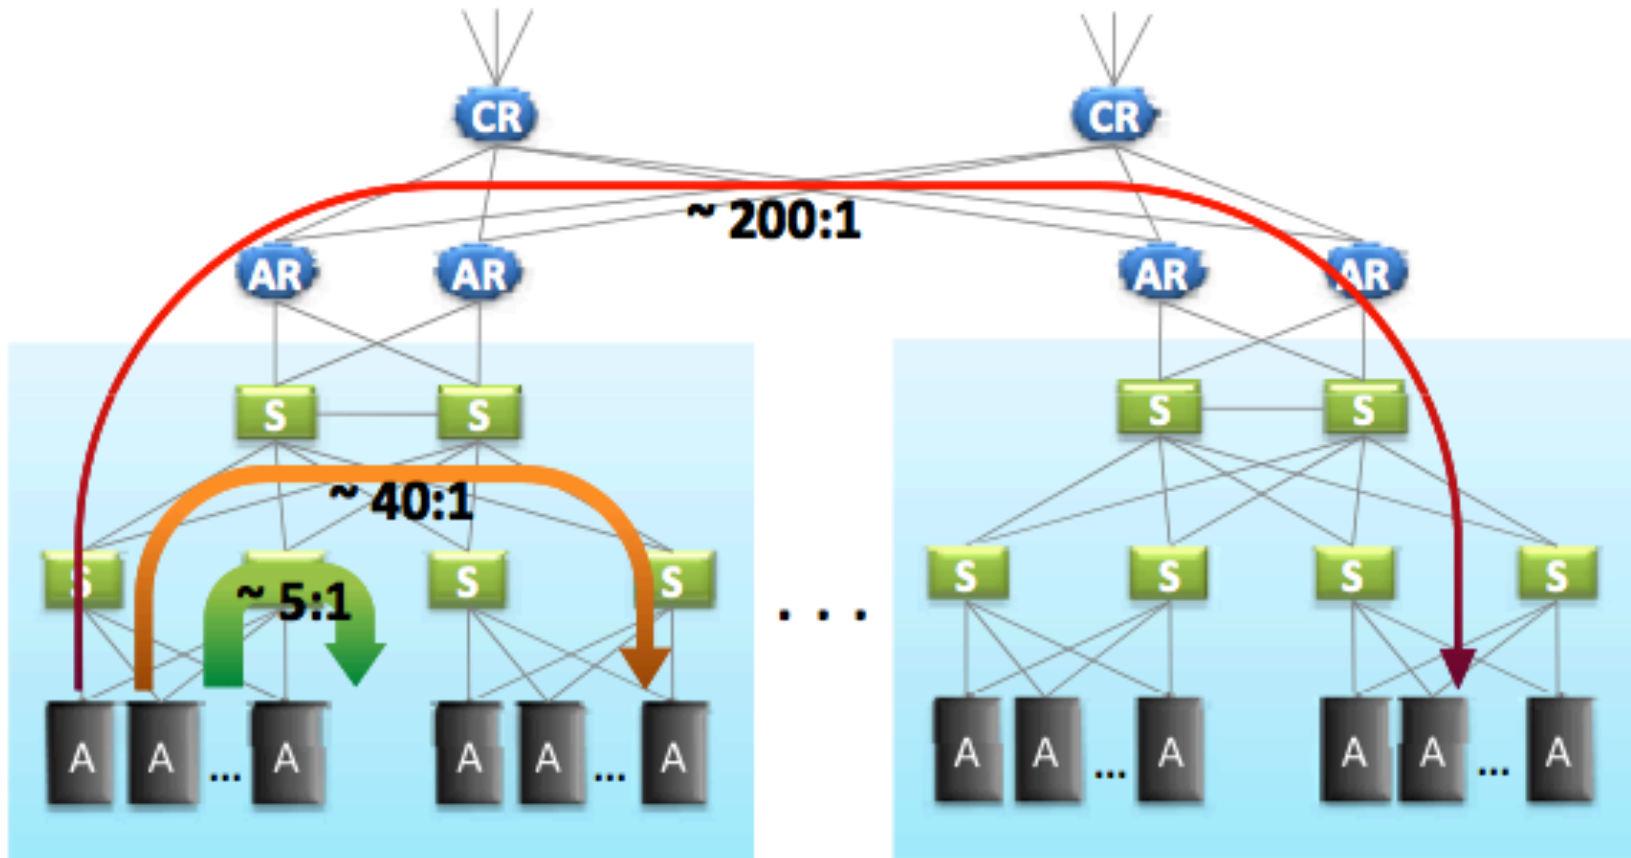 CR CR
~ 200:1
AR AR AR AR
S S S S
~ 40:1
S S S S S S S
~ 5:1
. . .
A A ... A A A ... A A A ... A A A ... A